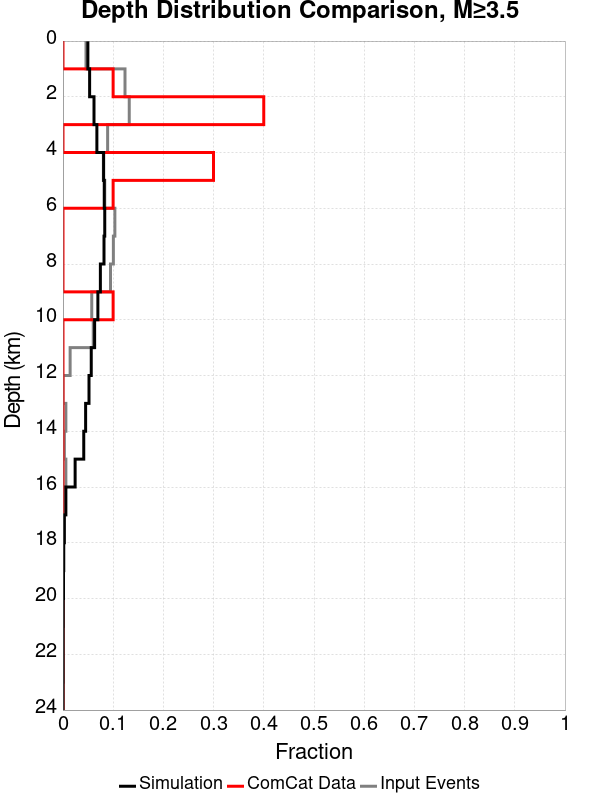 Depth Distribution Comparison, M≥3.5
0
2
4
6
8
10
12
14
16
18
20
22
24
Depth (km)
0 0.1 0.2 0.3 0.4 0.5 0.6 0.7 0.8 0.9 1
Fraction
Simulation ComCat Data Input Events